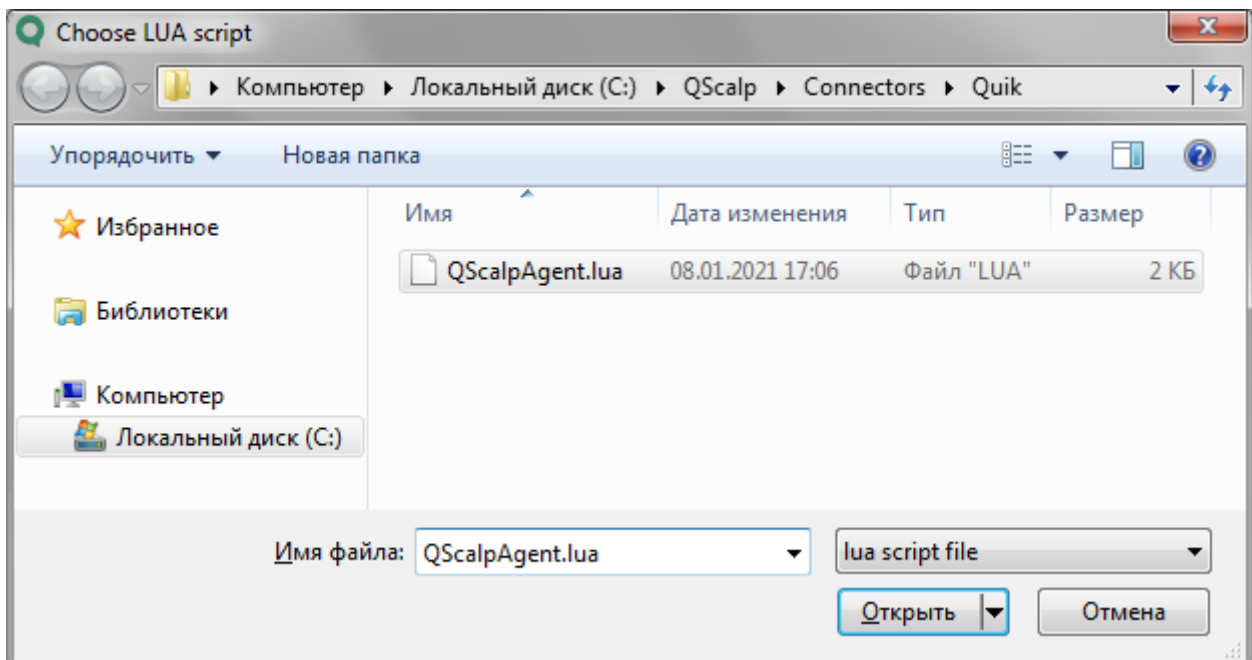 Choose LUA script
Компьютер Локальный диск (C:) QScalp Connectors Quik
Упорядочить Новая папка
Избранное
Библиотеки
Компьютер
Локальный диск (C:)
Имя Дата изменения Тип Размер
QScalpAgent.lua 08.01.2021 17:06 Файл "LUA" 2 КБ
Имя файла: QScalpAgent.lua lua script file
Открыть Отмена